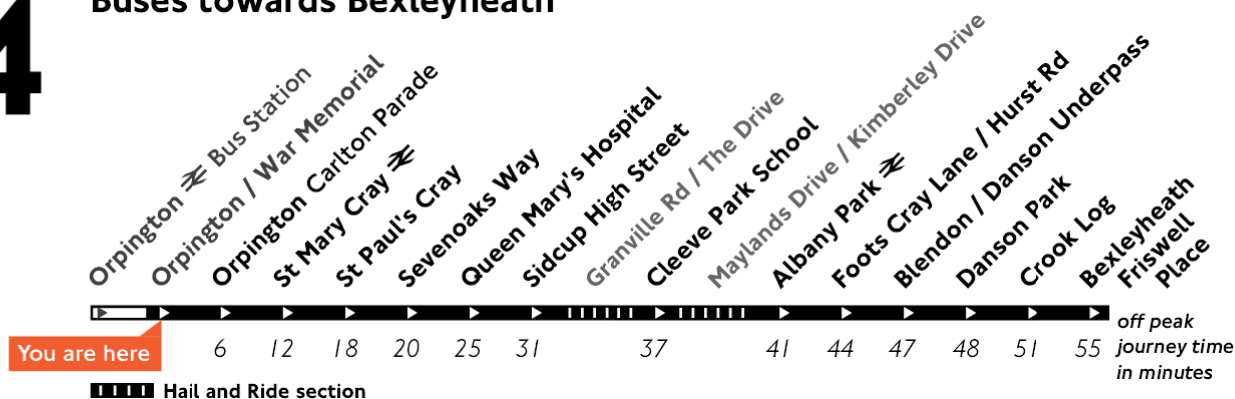 4
Buses towards Bexleyheath
Orpington Bus Station
Orpington / War Memorial
Orpington Carlton Parade
St Mary Cray
St Paul's Cray
Sevenoaks Way
Queen Mary's Hospital
Sidcup High Street
Granville Rd / The Drive
Cleeve Park School
Maylands Drive / Kimberley Drive
Albany Park
Foots Cray Lane / Hurst Rd
Blendon / Danson Underpass
Danson Park
Crook Log
Bexleyheath
Friswell
Place
You are here
6 12 18 20 25 31 37 41 44 47 48 51 55
off peak
journey time
in minutes
Hail and Ride section